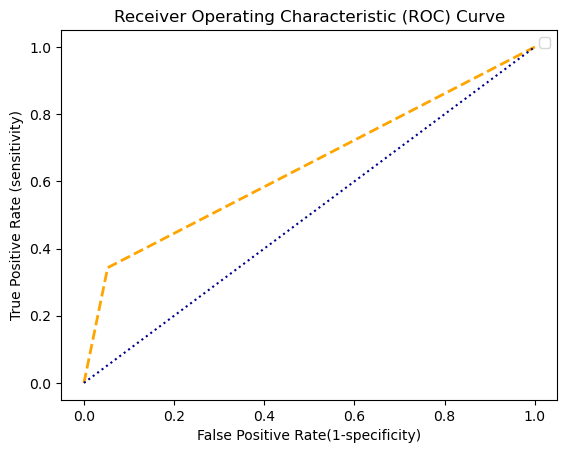 Receiver Operating Characteristic (ROC) Curve
1.0
0.8
0.6
0.4
0.2
0.0
True Positive Rate (sensitivity)
0.0 0.2 0.4 0.6 0.8 1.0
False Positive Rate(1-specificity)